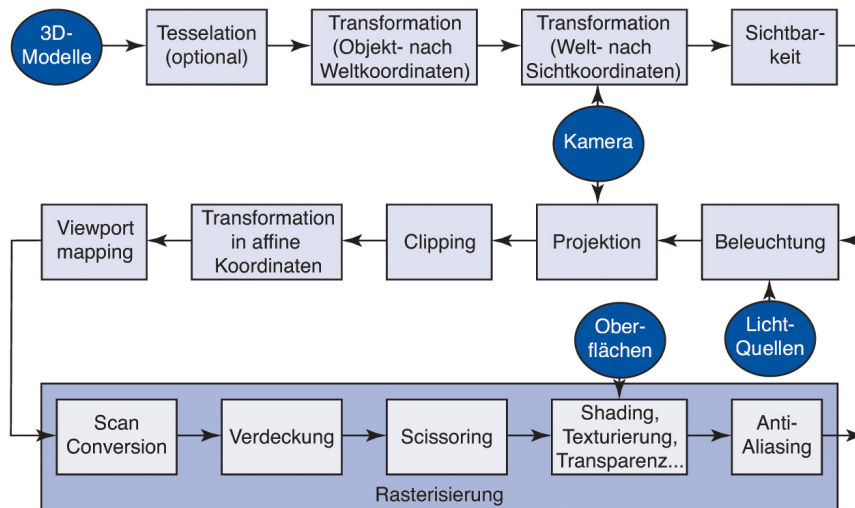 3D-
Modelle
Tesselation
(optional)
Transformation
(Objekt- nach
Weltkoordinaten)
Transformation
(Welt- nach
Sichtkoordinaten)
Sichtbar-
keit
Kamera
Viewport
mapping
Transformation
in affine
Koordinaten
Clipping
Projektion
Beleuchtung
Ober-
flächen
Licht-
Quellen
Scan
Conversion
Verdeckung
Scissoring
Shading,
Texturierung,
Transparenz...
Anti-
Aliasing
Rasterisierung